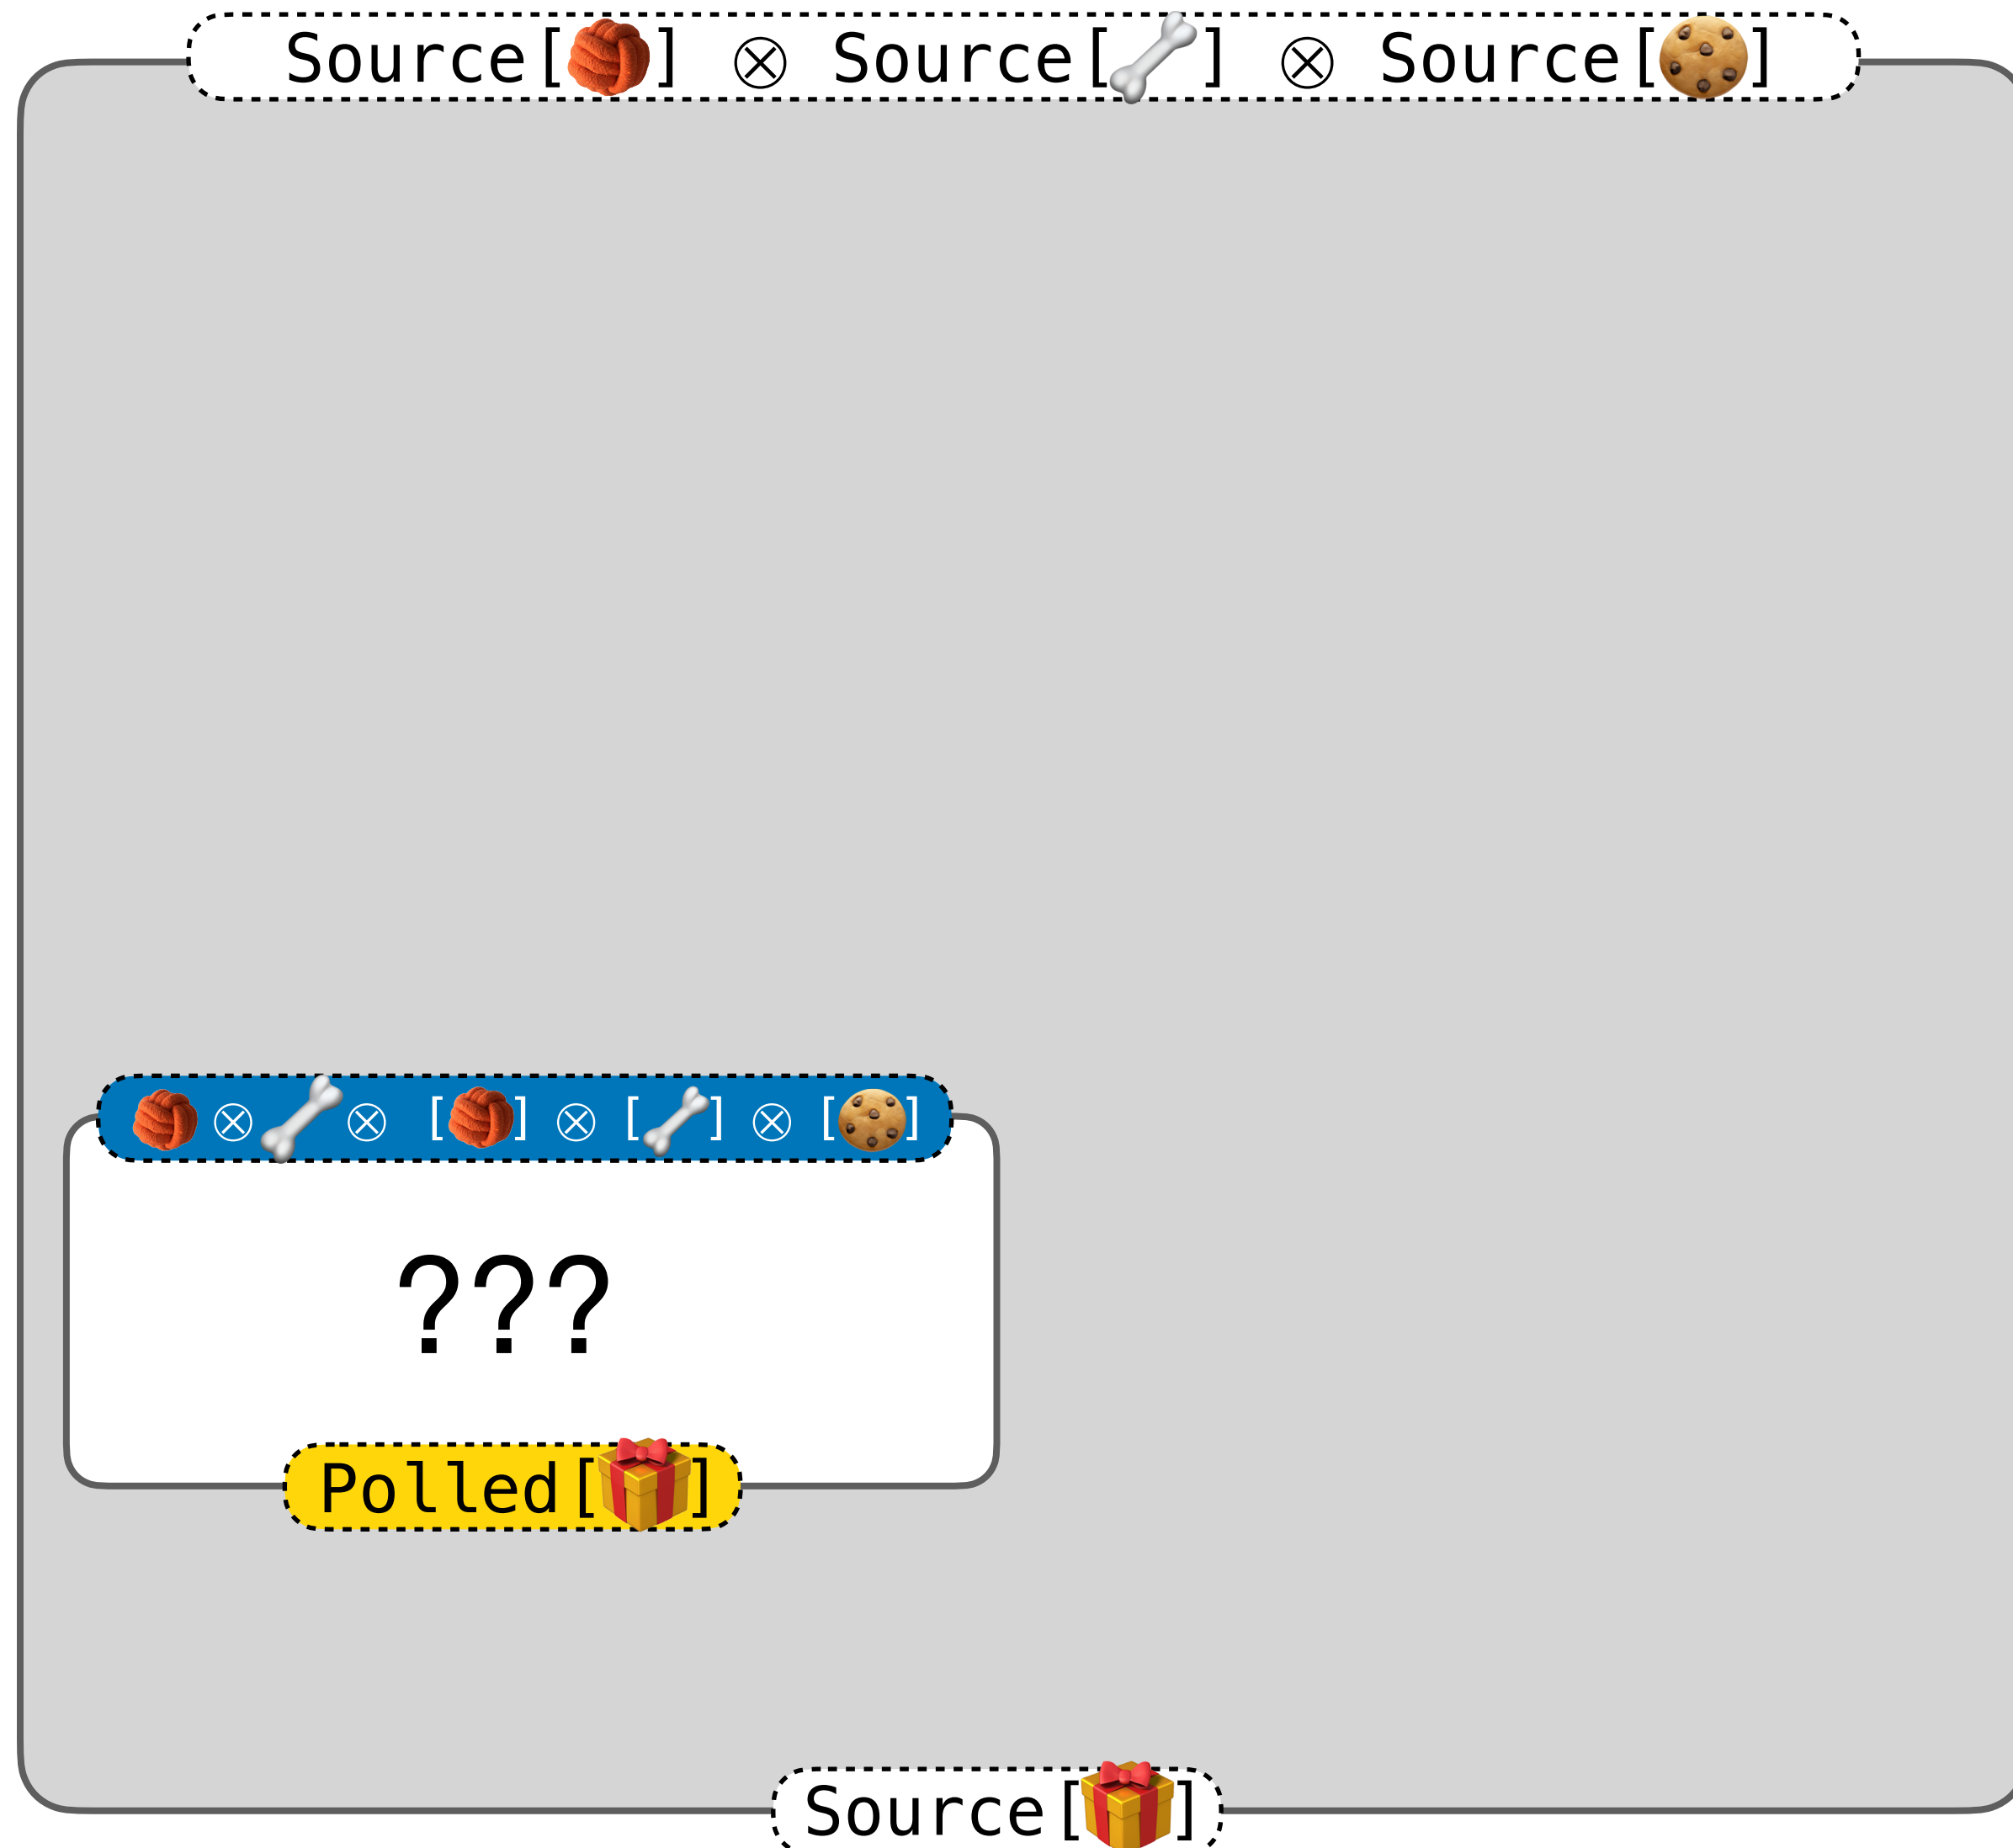 Source[🧶] ⊗ Source[🦴] ⊗ Source[🍪]
🧶 ⊗ 🦴 ⊗ [🧶] ⊗ [🦴] ⊗ [🍪]
???
Polled[🎁]
Source[🎁]